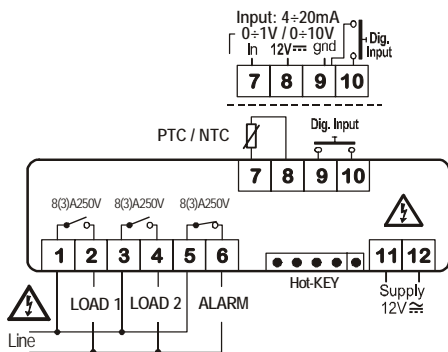 Input: 4÷20mA
0÷1V / 0÷10V
In 12V⎓ gnd
Dig.
Input
7 8 9 10
PTC / NTC
Dig. Input
7 8 9 10
8(3)A250V 8(3)A250V 8(3)A250V
1 2 3 4 5 6 11 12
Hot-KEY
LOAD 1 LOAD 2 ALARM
Supply
12V≂
Line